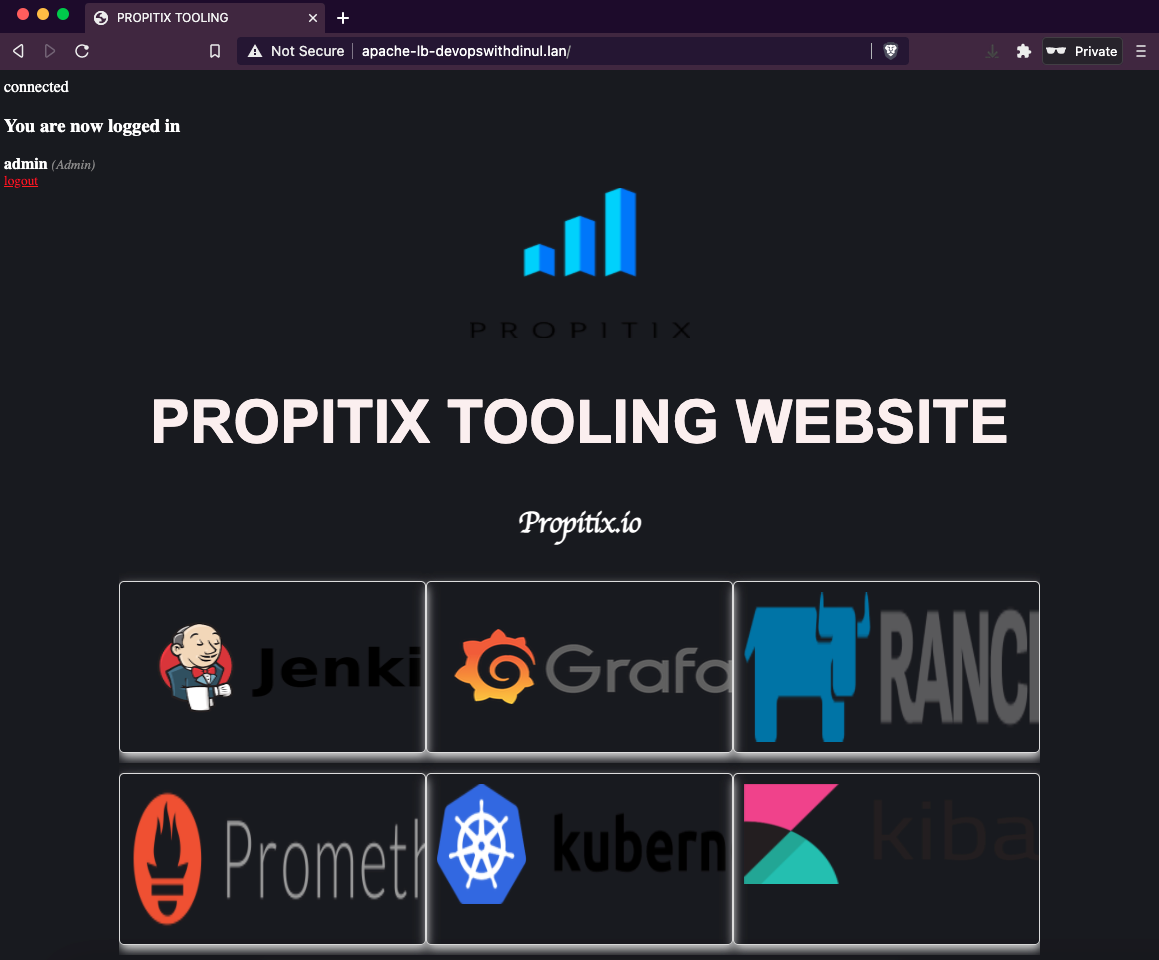 PROPITIX TOOLING
Not Secure apache-lb-devopswithdinul.lan/
Private
connected
You are now logged in
admin (Admin)
logout
PROPITIX
PROPITIX TOOLING WEBSITE
Propitix.io
Jenki
Grafa
RANCH
Prometh
kubern
kiba